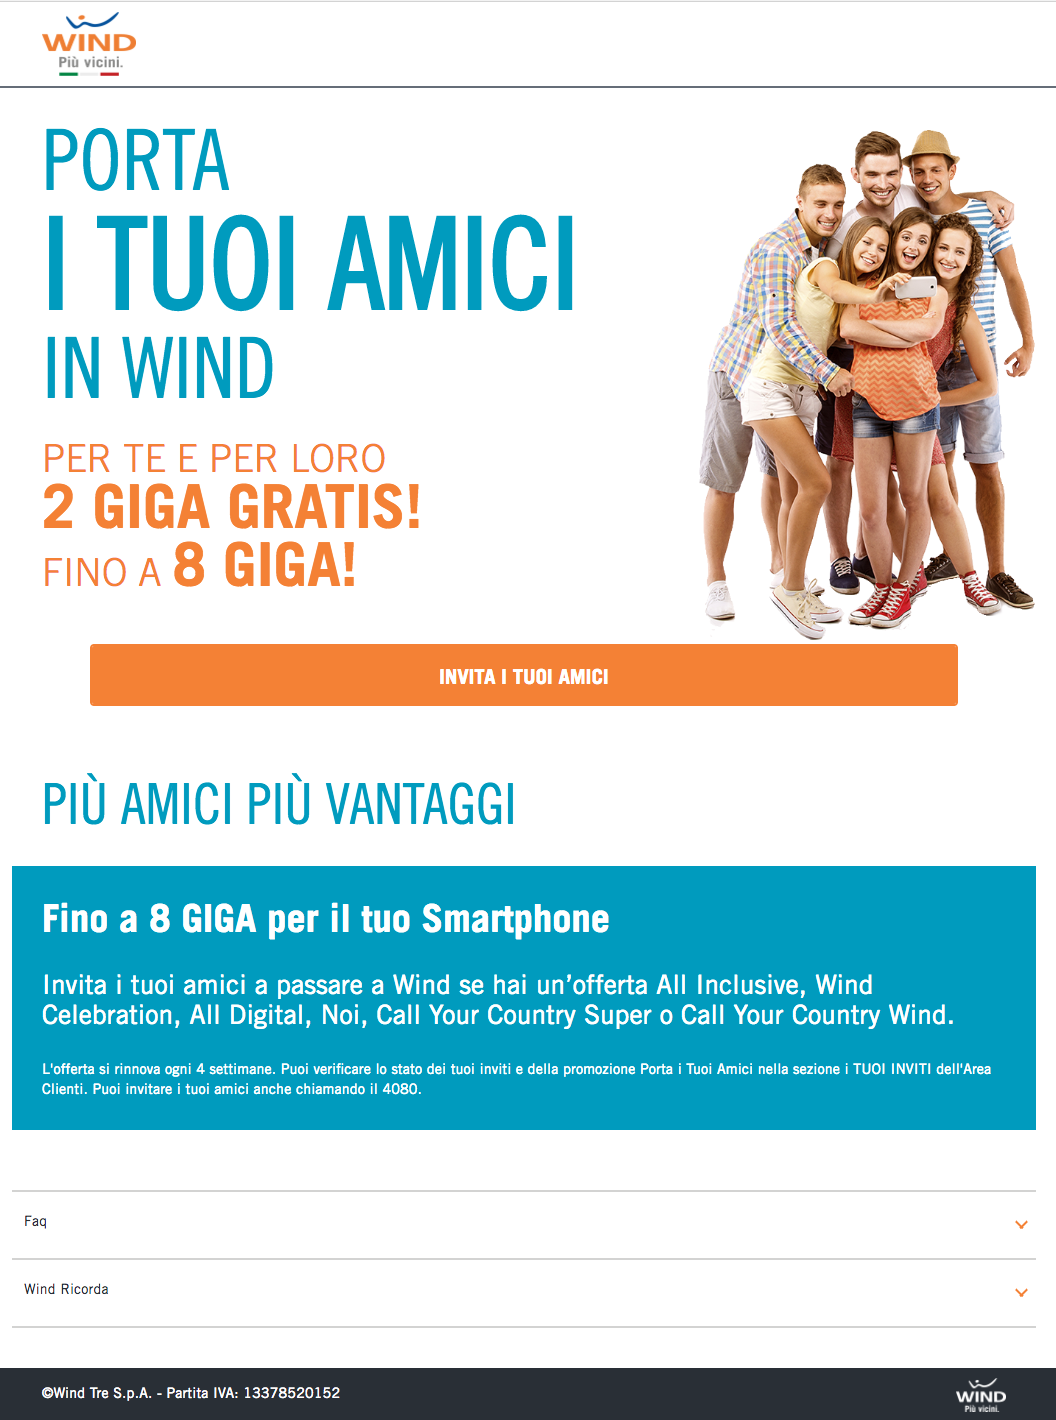 WIND
Più vicini.
PORTA
I TUOI AMICI
IN WIND
PER TE E PER LORO
2 GIGA GRATIS!
FINO A 8 GIGA!
INVITA I TUOI AMICI
PIÙ AMICI PIÙ VANTAGGI
Fino a 8 GIGA per il tuo Smartphone
Invita i tuoi amici a passare a Wind se hai un’offerta All Inclusive, Wind
Celebration, All Digital, Noi, Call Your Country Super o Call Your Country Wind.
L'offerta si rinnova ogni 4 settimane. Puoi verificare lo stato dei tuoi inviti e della promozione Porta i Tuoi Amici nella sezione i TUOI INVITI dell'Area
Clienti. Puoi invitare i tuoi amici anche chiamando il 4080.
Faq
Wind Ricorda
©Wind Tre S.p.A. - Partita IVA: 13378520152
WIND
Più vicini.